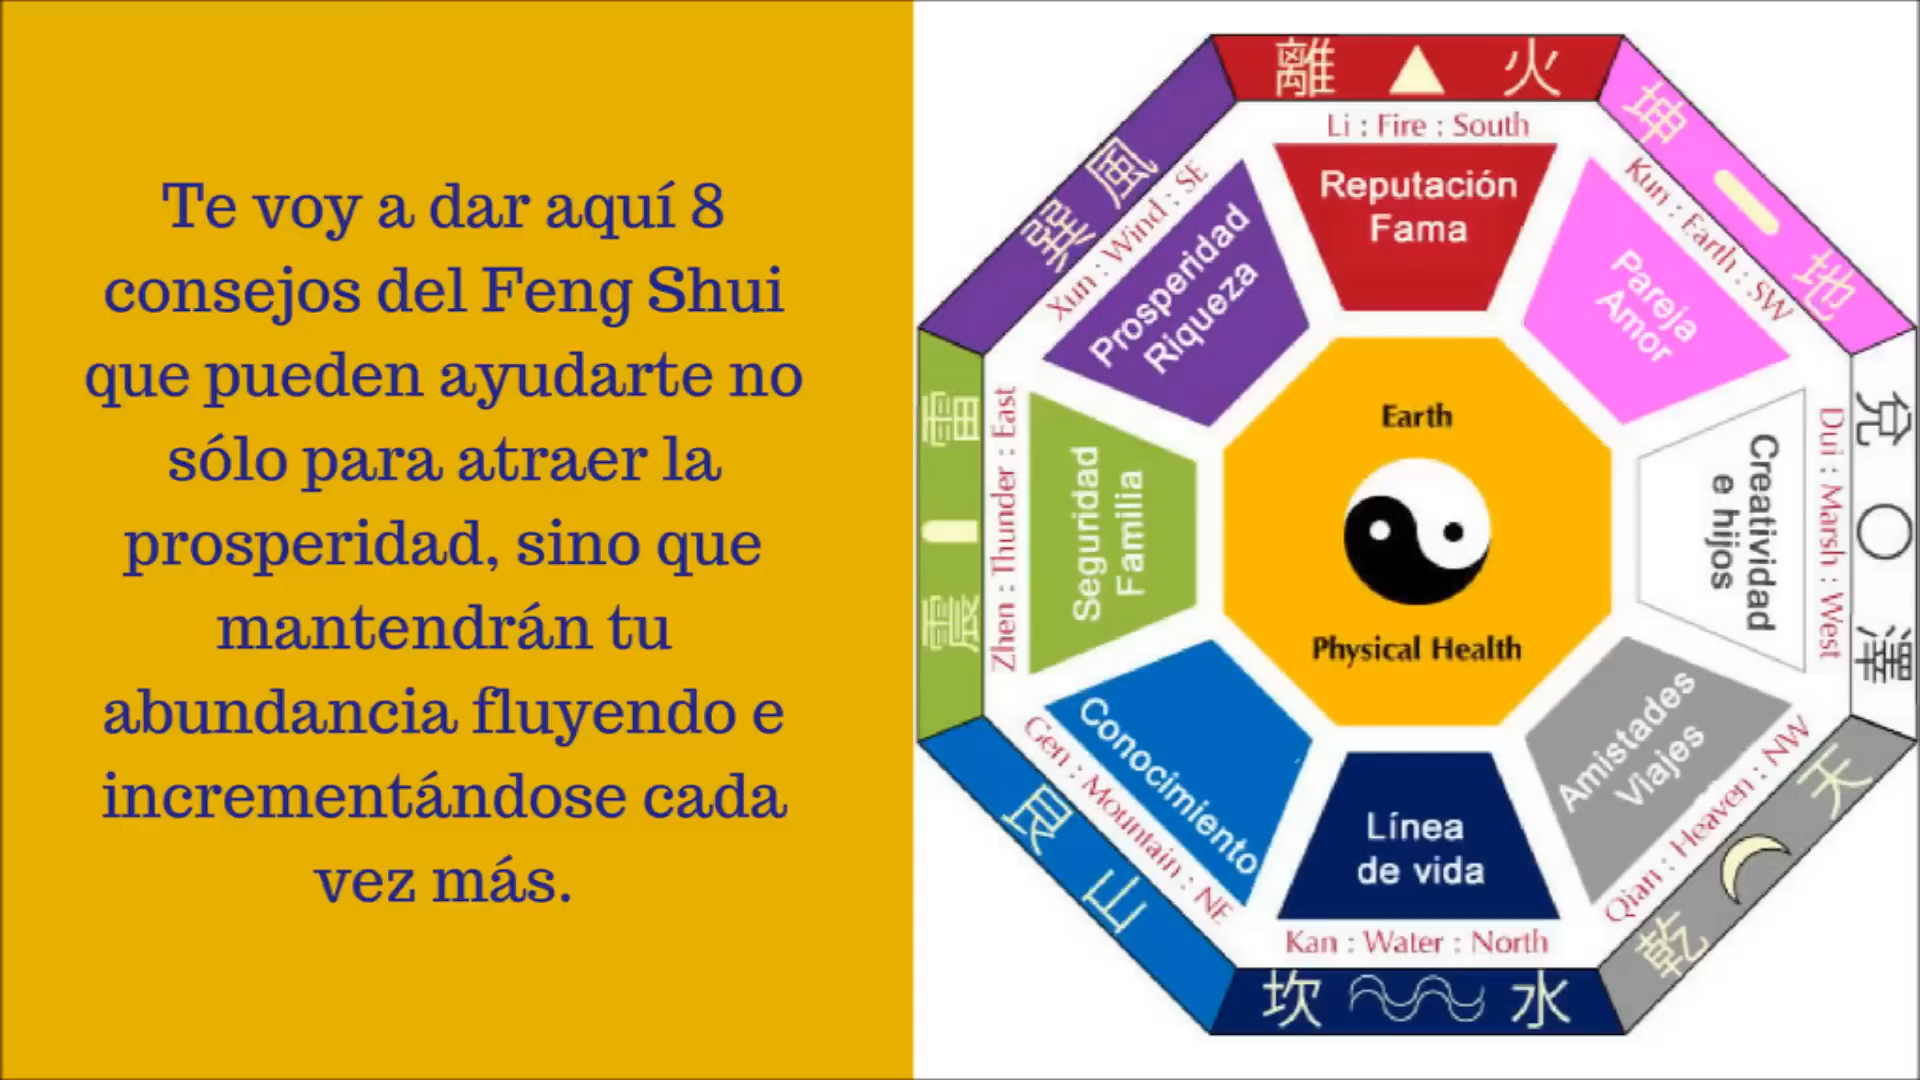 Te voy a dar aquí 8
consejos del Feng Shui
que pueden ayudarte no
sólo para atraer la
prosperidad, sino que
mantendrán tu
abundancia fluyendo e
incrementándose cada
vez más.
離 火
Li : Fire : South
Reputación
Fama
坤 地
Kun : Earth : SW
Pareja
Amor
兌 澤
Dui : Marsh : West
Creatividad
e hijos
天 乾
Qian : Heaven : NW
Amistades
Viajes
坎 水
Kan : Water : North
Línea
de vida
艮 山
Gen : Mountain : NE
Conocimiento
震 雷
Zhen : Thunder : East
Seguridad
Familia
巽 風
Xun : Wind : SE
Prosperidad
Riqueza
Earth
Physical Health